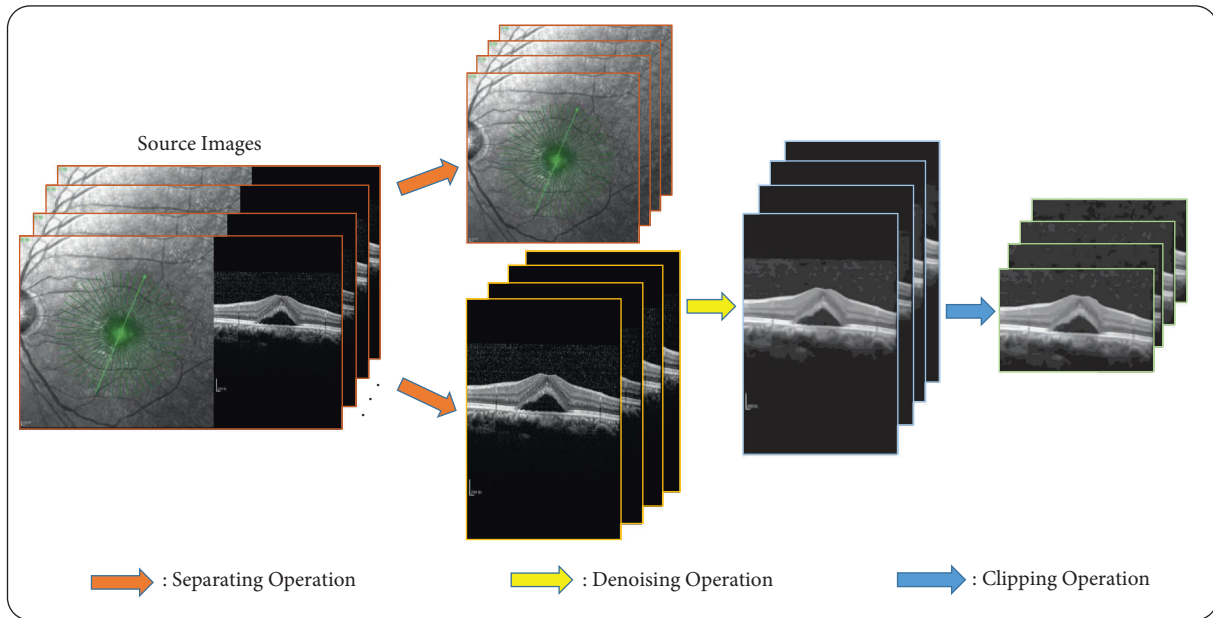 Source Images
: Separating Operation
: Denoising Operation
: Clipping Operation